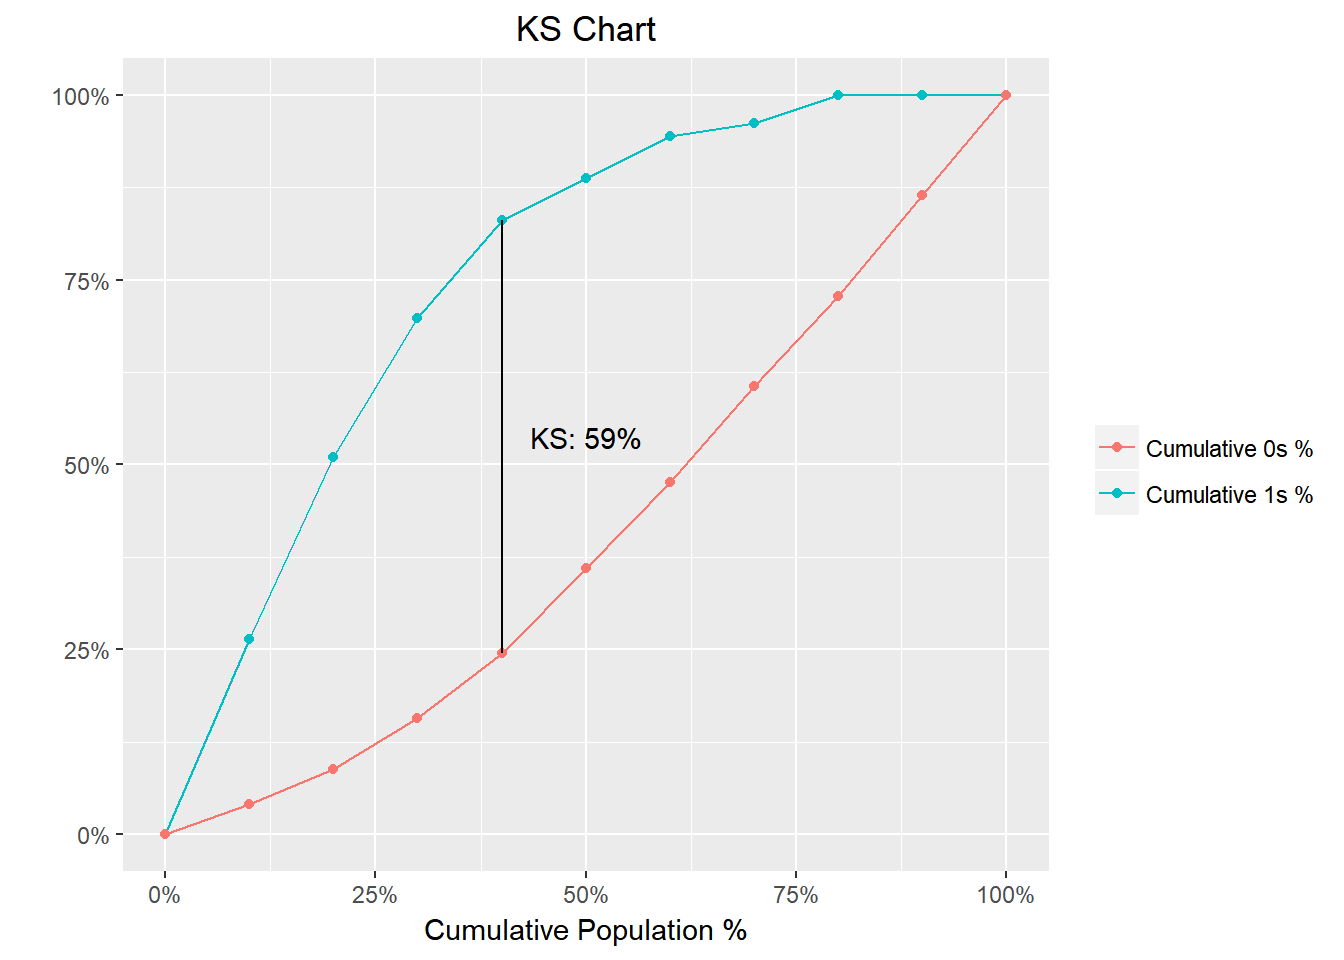 KS Chart
100%
75%
50%
25%
0%
KS: 59%
0% 25% 50% 75% 100%
Cumulative Population %
Cumulative 0s %
Cumulative 1s %